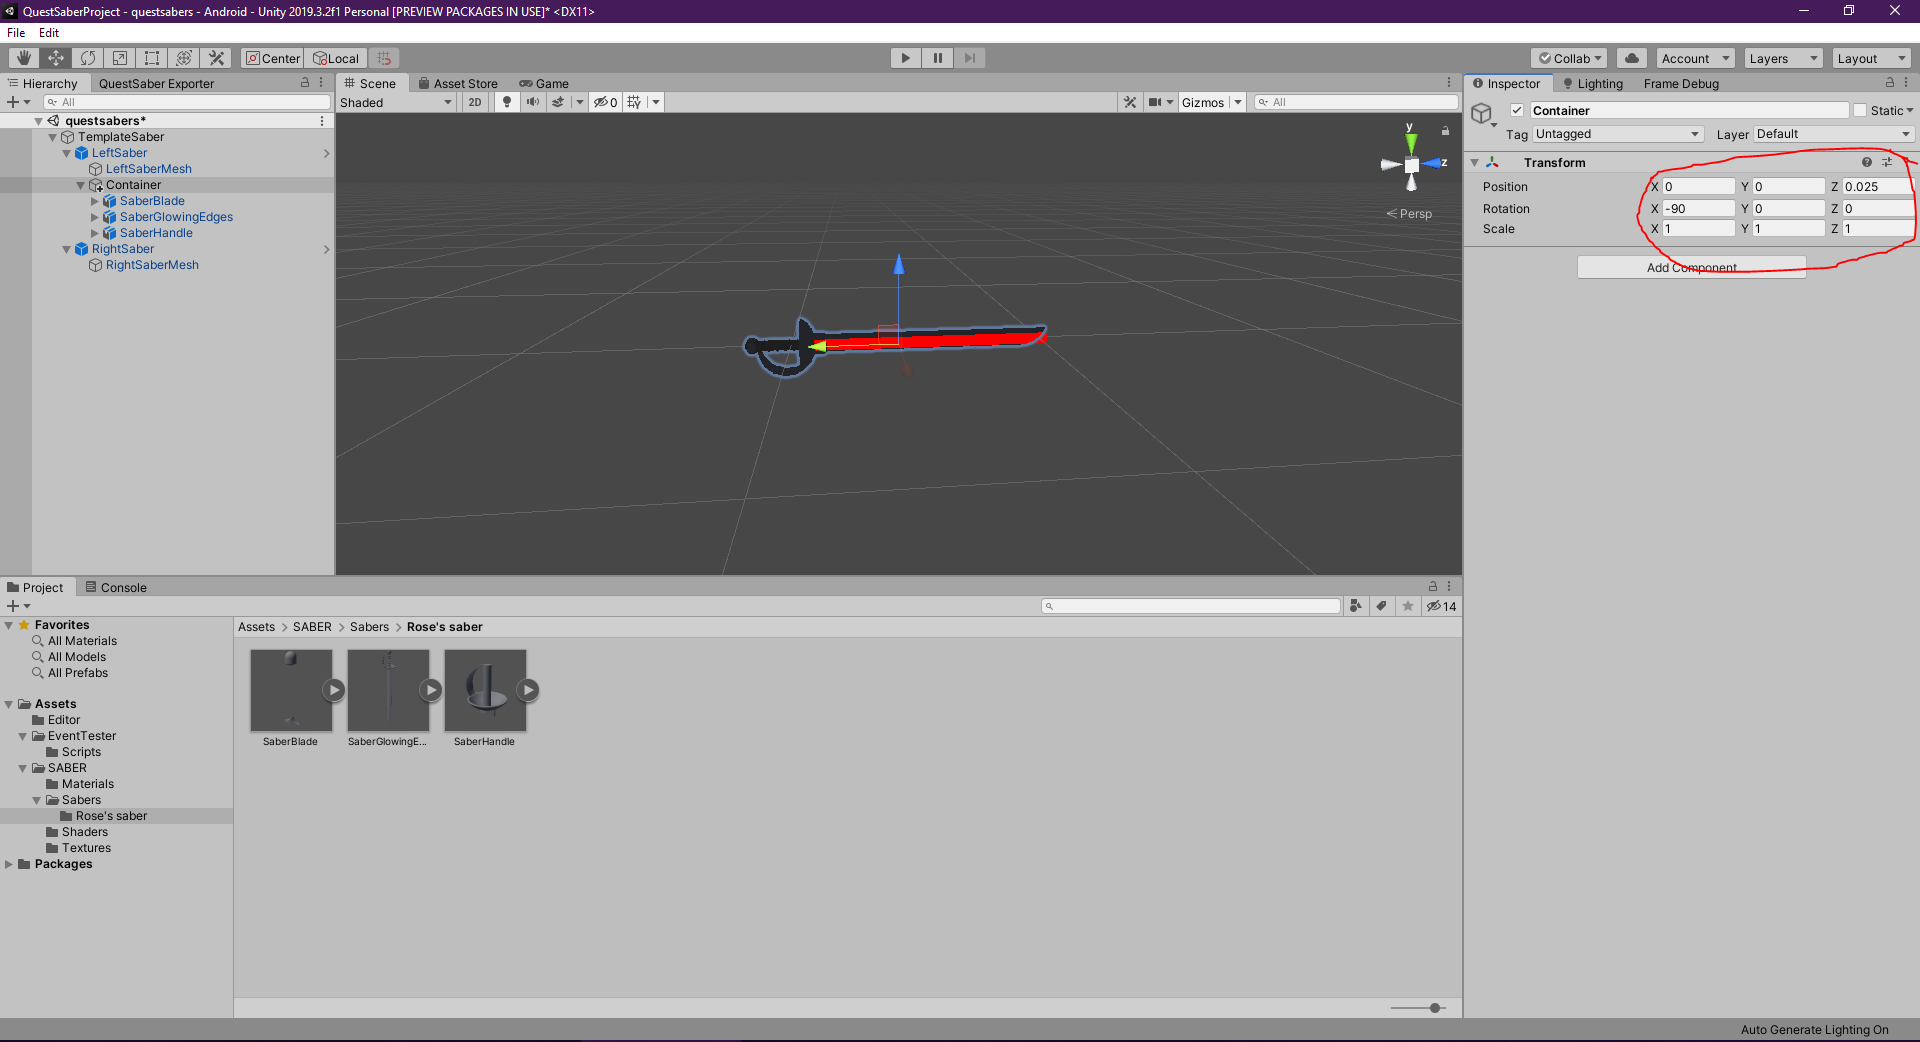 QuestSaberProject - questsabers - Android - Unity 2019.3.2f1 Personal [PREVIEW PACKAGES IN USE]* <DX11>
File Edit
Center Local Collab Account Layers Layout
Hierarchy QuestSaber Exporter
All
questsabers*
TemplateSaber
LeftSaber
LeftSaberMesh
Container
SaberBlade
SaberGlowingEdges
SaberHandle
RightSaber
RightSaberMesh
Scene Asset Store Game
Shaded 2D 0 Gizmos All
y
z
Persp
Inspector Lighting Frame Debug
Container Static
Tag Untagged Layer Default
Transform
Position X 0 Y 0 Z 0.025
Rotation X -90 Y 0 Z 0
Scale X 1 Y 1 Z 1
Add Component
Project Console
14
Favorites
All Materials
All Models
All Prefabs
Assets
Editor
EventTester
Scripts
SABER
Materials
Sabers
Rose's saber
Shaders
Textures
Packages
Assets > SABER > Sabers > Rose's saber
SaberBlade SaberGlowingE... SaberHandle
Auto Generate Lighting On